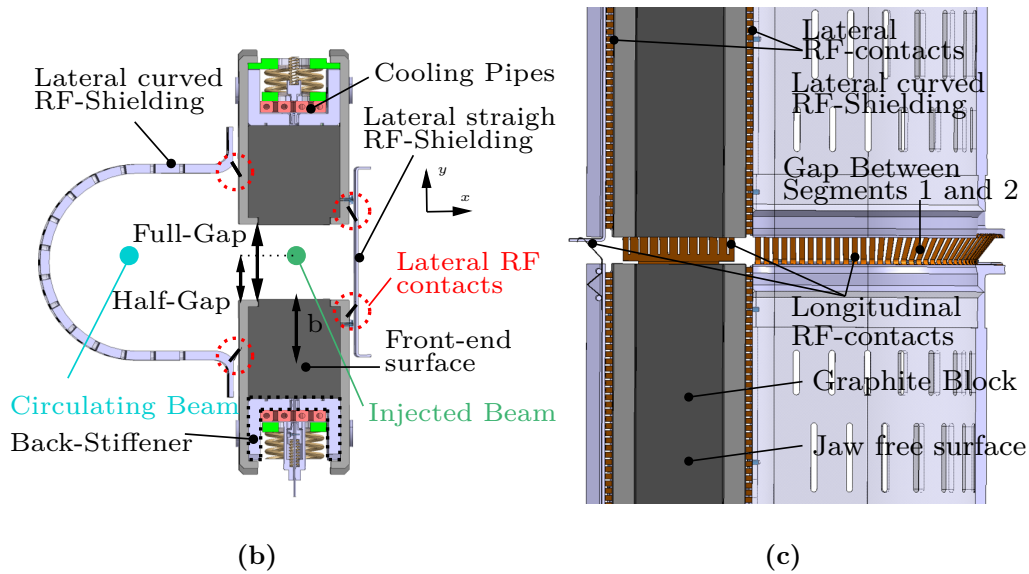 Lateral curved
RF-Shielding
Cooling Pipes
Lateral straigh
RF-Shielding
y
x
Full-Gap
Half-Gap
Lateral RF
contacts
b
Front-end
surface
Circulating Beam
Injected Beam
Back-Stiffener
(b)
Lateral
RF-contacts
Lateral curved
RF-Shielding
Gap Between
Segments 1 and 2
Longitudinal
RF-contacts
Graphite Block
Jaw free surface
(c)